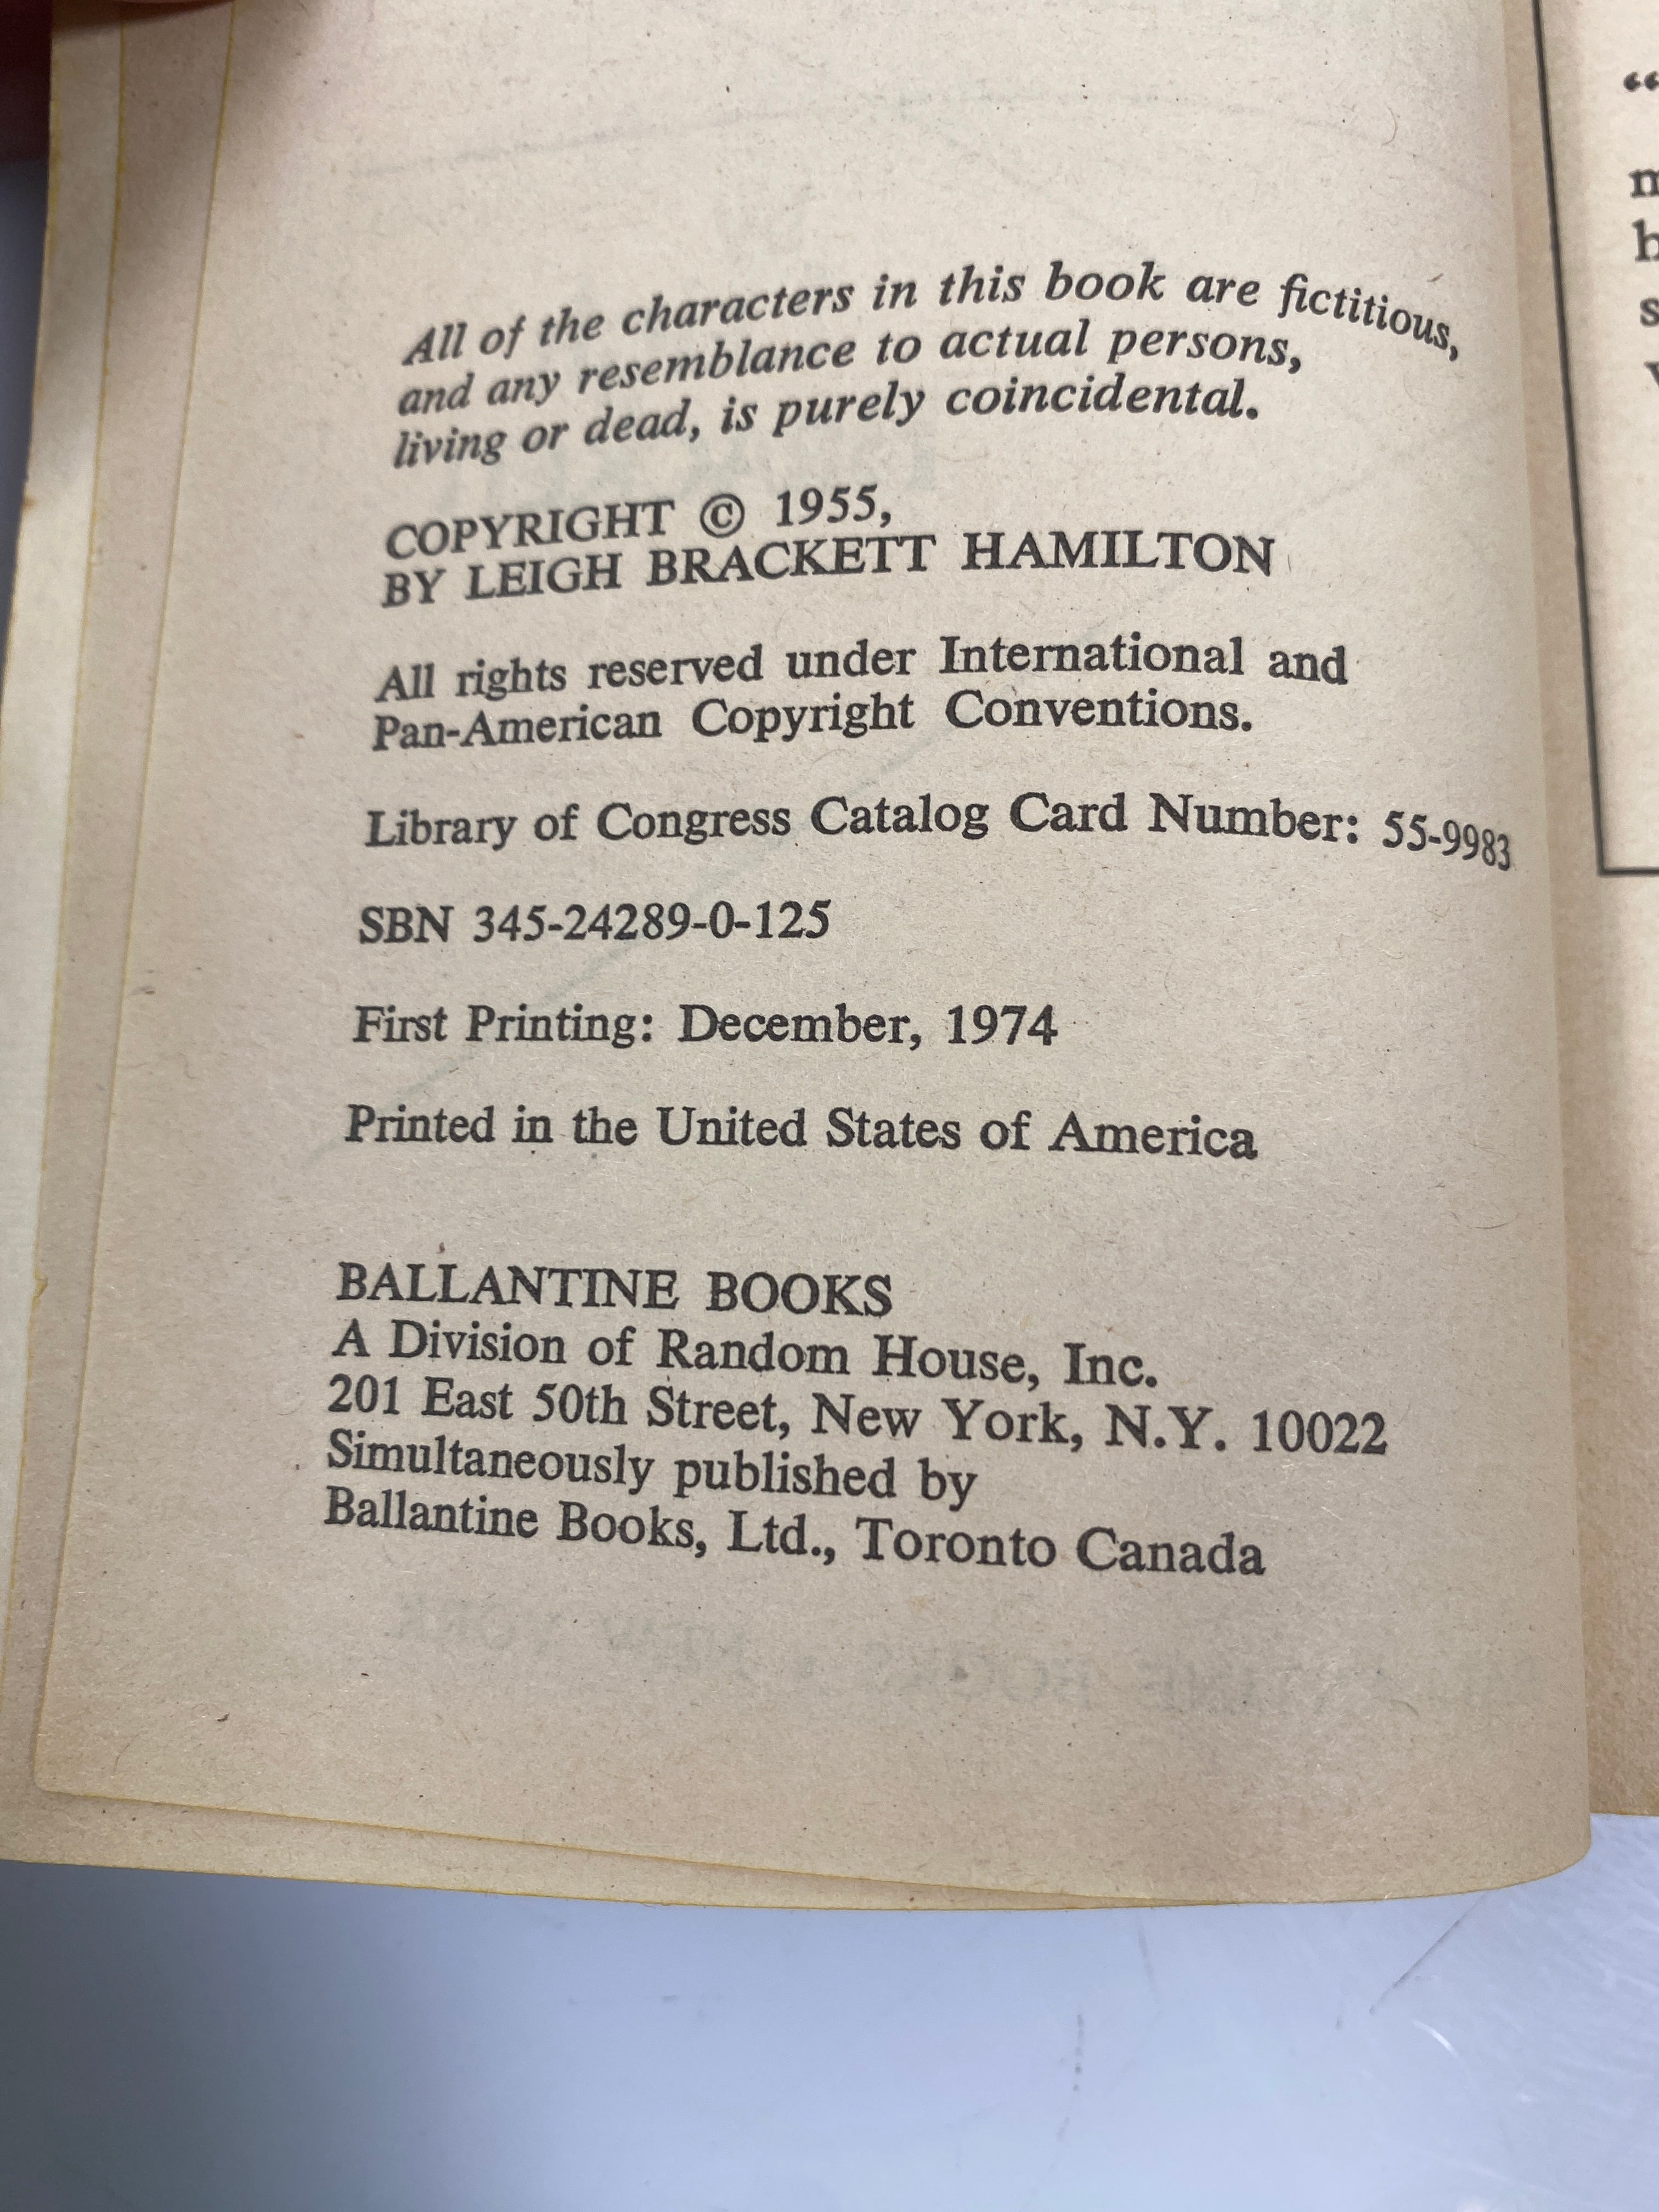 All of the characters in this book are fictitious,
and any resemblance to actual persons,
living or dead, is purely coincidental.
COPYRIGHT © 1955,
BY LEIGH BRACKETT HAMILTON
All rights reserved under International and
Pan-American Copyright Conventions.
Library of Congress Catalog Card Number: 55-9983
SBN 345-24289-0-125
First Printing: December, 1974
Printed in the United States of America
BALLANTINE BOOKS
A Division of Random House, Inc.
201 East 50th Street, New York, N.Y. 10022
Simultaneously published by
Ballantine Books, Ltd., Toronto Canada